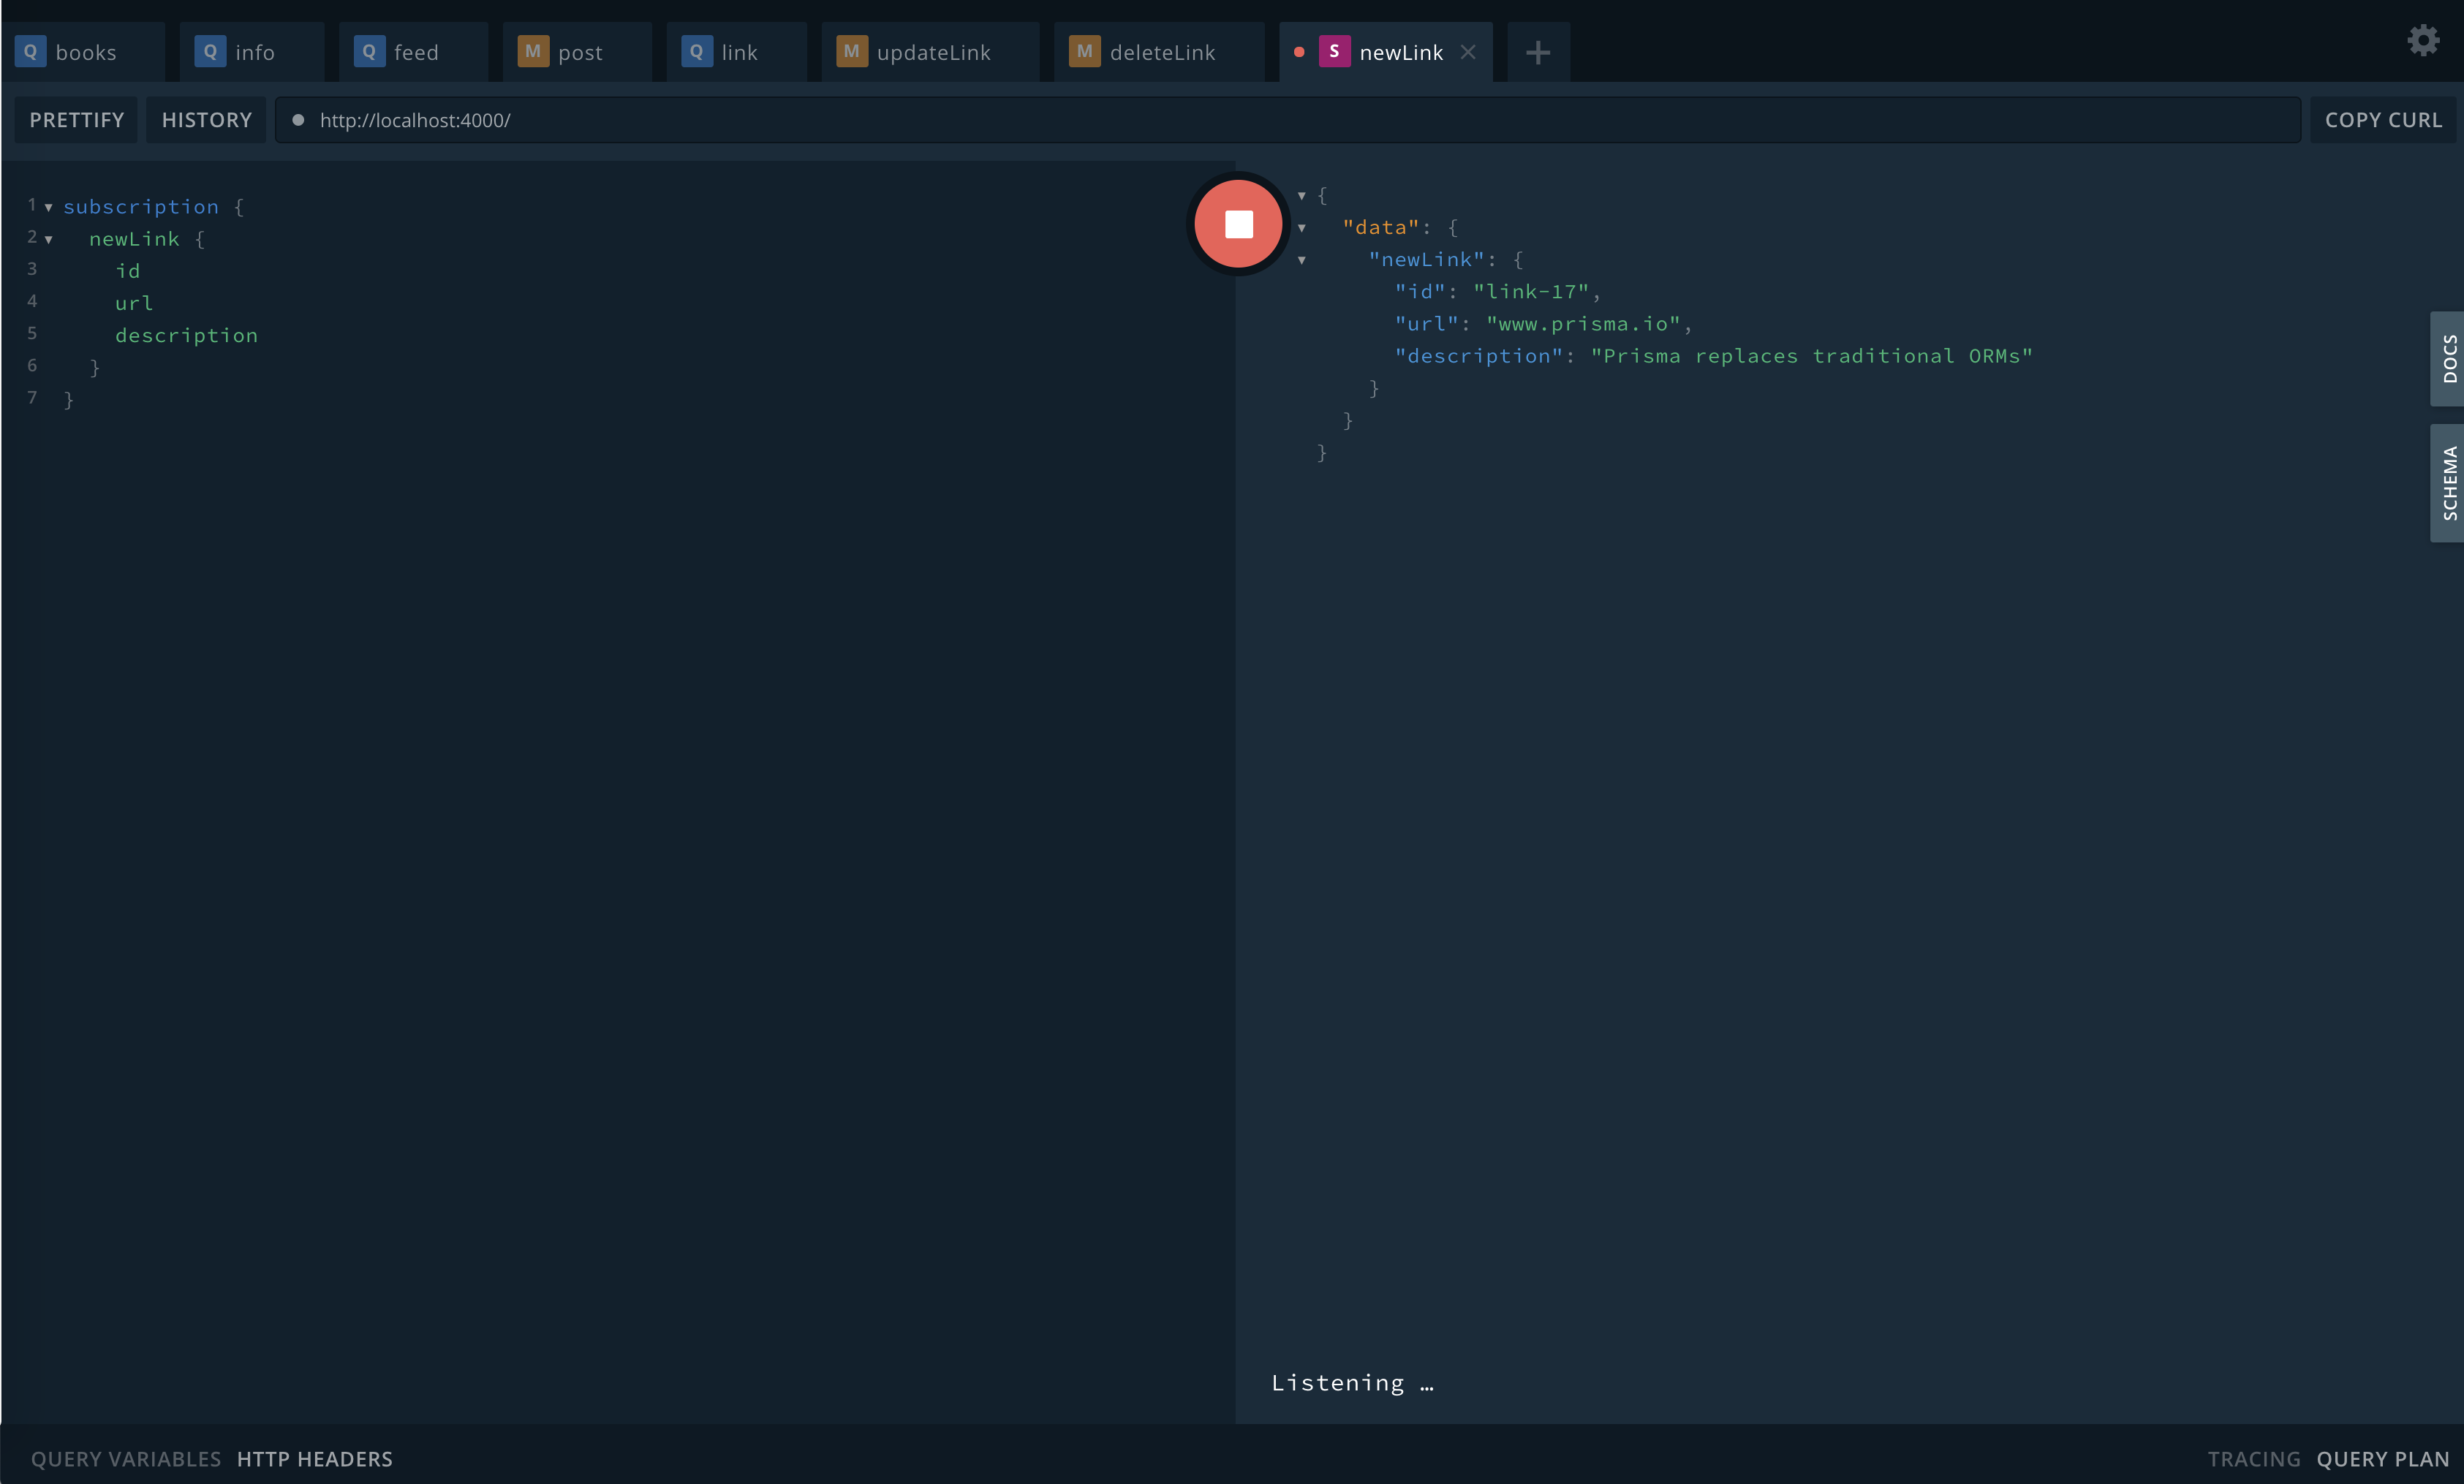 Q books Q info Q feed M post Q link M updateLink M deleteLink S newLink
PRETTIFY HISTORY http://localhost:4000/ COPY CURL
1 subscription {
2 newLink {
3 id
4 url
5 description
6 }
7 }
{
"data": {
"newLink": {
"id": "link-17",
"url": "www.prisma.io",
"description": "Prisma replaces traditional ORMs"
}
}
}
DOCS
SCHEMA
Listening …
QUERY VARIABLES HTTP HEADERS TRACING QUERY PLAN